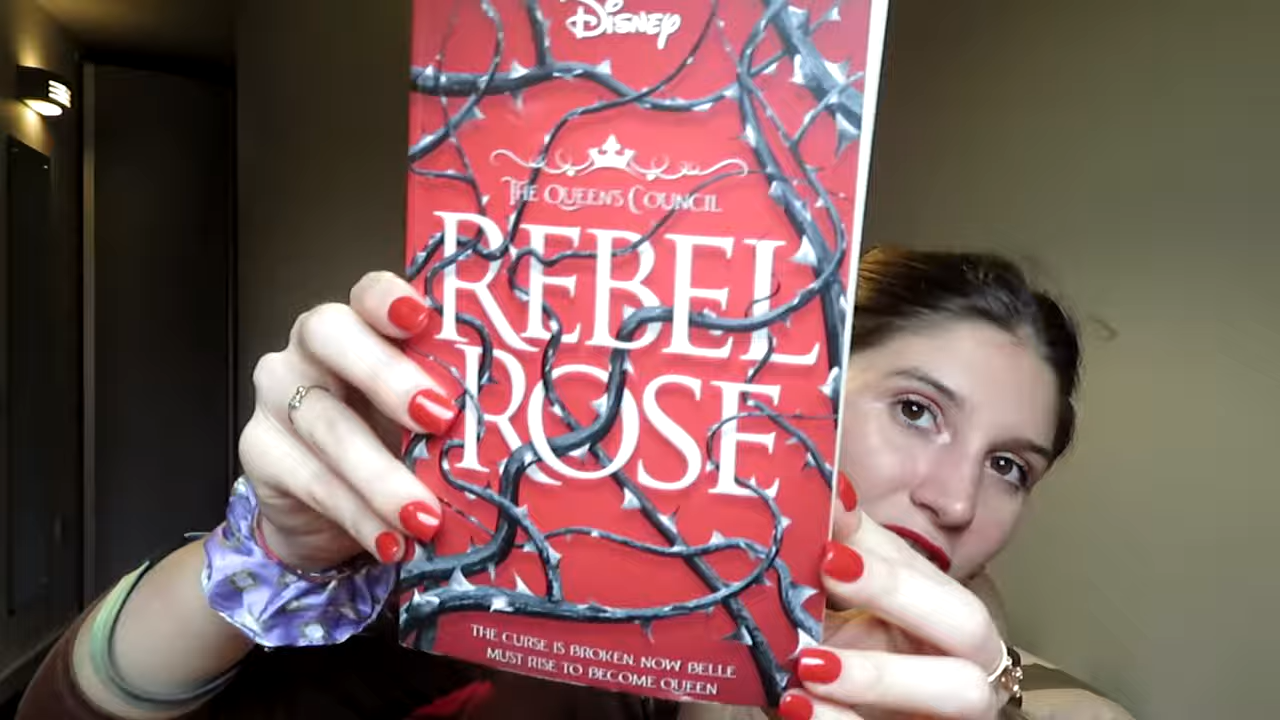 Disney
THE QUEEN'S COUNCIL
REBEL
ROSE
THE CURSE IS BROKEN. NOW BELLE
MUST RISE TO BECOME QUEEN